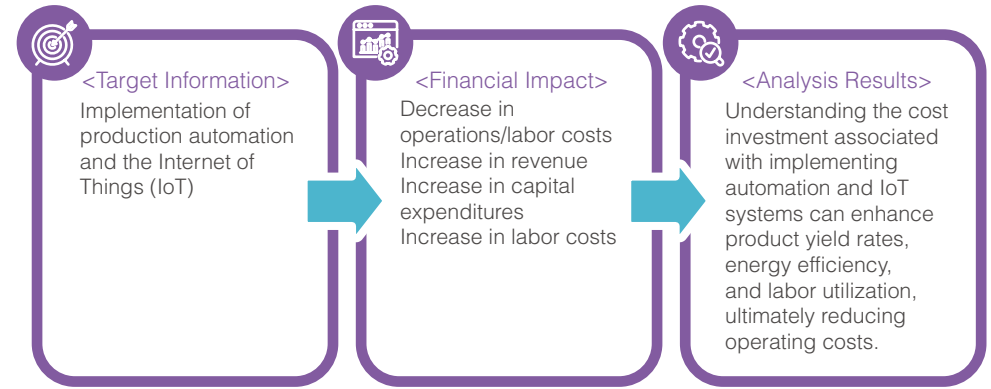 <Target Information>
Implementation of
production automation
and the Internet of
Things (IoT)
<Financial Impact>
Decrease in
operations/labor costs
Increase in revenue
Increase in capital
expenditures
Increase in labor costs
<Analysis Results>
Understanding the cost
investment associated
with implementing
automation and IoT
systems can enhance
product yield rates,
energy efficiency,
and labor utilization,
ultimately reducing
operating costs.